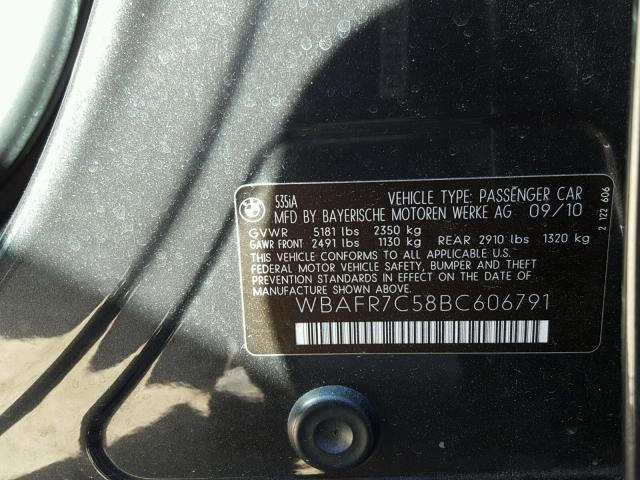 535iA VEHICLE TYPE: PASSENGER CAR
MFD BY BAYERISCHE MOTOREN WERKE AG 09/10
GVWR 5181 lbs 2350 kg
GAWR FRONT 2491 lbs 1130 kg REAR 2910 lbs 1320 kg
THIS VEHICLE CONFORMS TO ALL APPLICABLE U.S.
FEDERAL MOTOR VEHICLE SAFETY, BUMPER AND THEFT
PREVENTION STANDARDS IN EFFECT ON THE DATE OF
MANUFACTURE SHOWN ABOVE.
WBAFR7C58BC606791
2 122 606